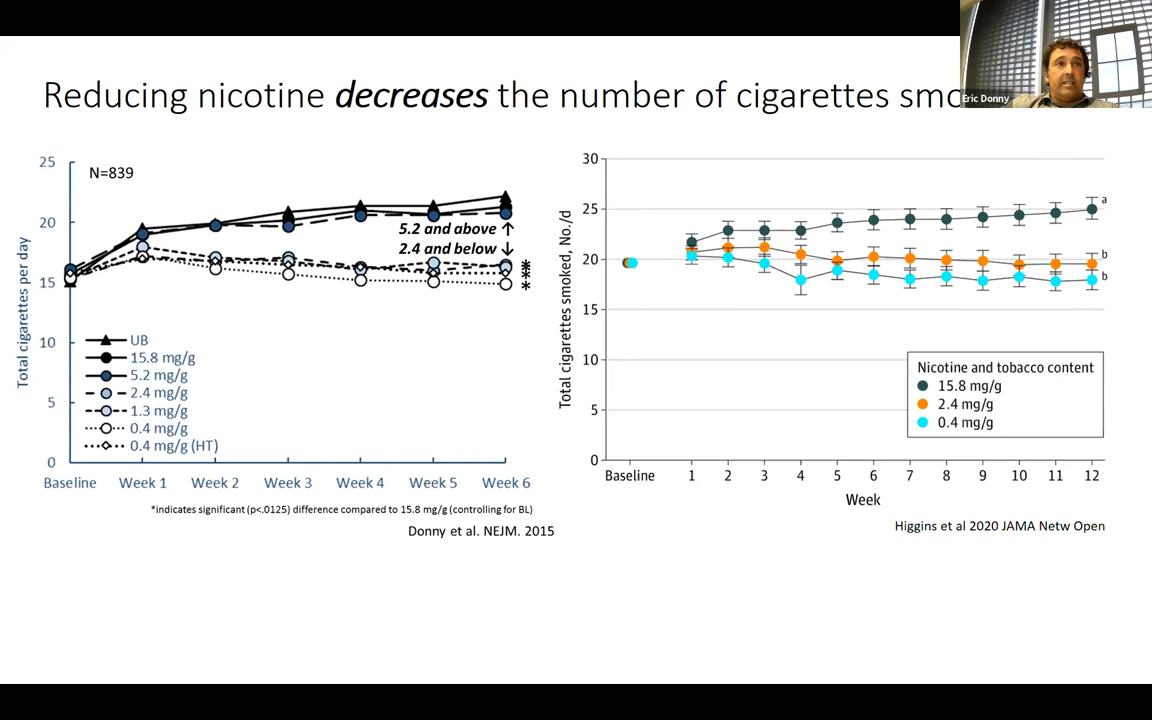 Reducing nicotine decreases the number of cigarettes
Eric Donny
25
20
15
10
5
0
Total cigarettes per day
N=839
5.2 and above ↑
2.4 and below ↓
*
*
*
*
UB
15.8 mg/g
5.2 mg/g
2.4 mg/g
1.3 mg/g
0.4 mg/g
0.4 mg/g (HT)
Baseline Week 1 Week 2 Week 3 Week 4 Week 5 Week 6
*indicates significant (p<.0125) difference compared to 15.8 mg/g (controlling for BL)
Donny et al. NEJM. 2015
30
25
20
15
10
5
0
Total cigarettes smoked, No./d
a
b
b
Nicotine and tobacco content
15.8 mg/g
2.4 mg/g
0.4 mg/g
Baseline 1 2 3 4 5 6 7 8 9 10 11 12
Week
Higgins et al 2020 JAMA Netw Open